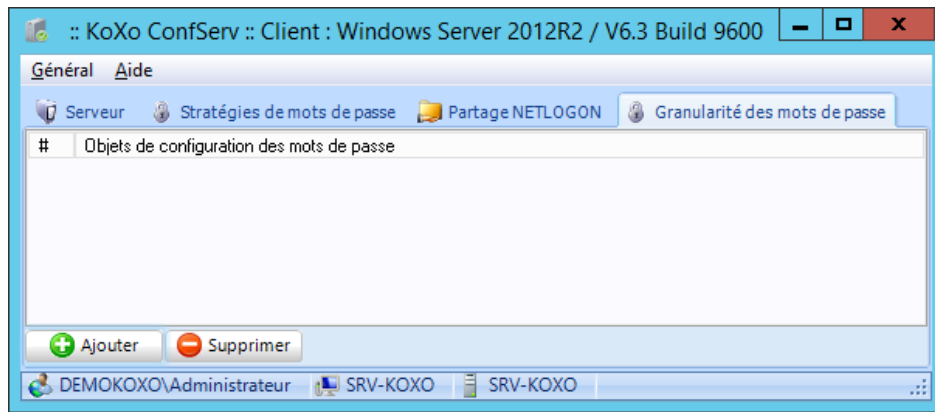 :: KoXo ConfServ :: Client : Windows Server 2012R2 / V6.3 Build 9600
Général Aide
Serveur Stratégies de mots de passe Partage NETLOGON Granularité des mots de passe
# Objets de configuration des mots de passe
Ajouter Supprimer
DEMOKOXO\Administrateur SRV-KOXO SRV-KOXO